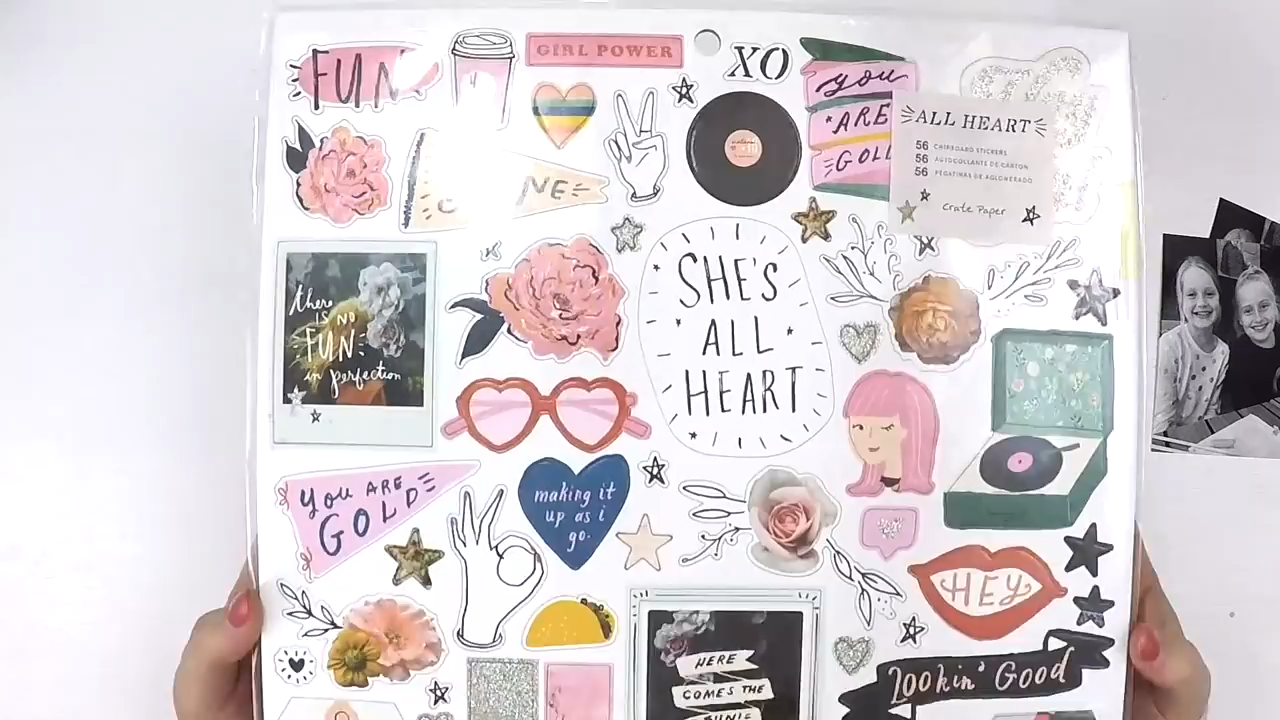 FUN
GIRL POWER
XO
you
ARE
GOLD
ALL HEART
56 CHIPBOARD STICKERS
56 AUTOCOLLANTS DE CARTON
56 PEGATINAS DE AGLOMERADO
Crate Paper
NE
there
IS NO
FUN
in perfection
SHE'S
ALL
HEART
YOU ARE
GOLD
making it
up as i
go.
HEY
HERE
COMES THE
lookin' Good